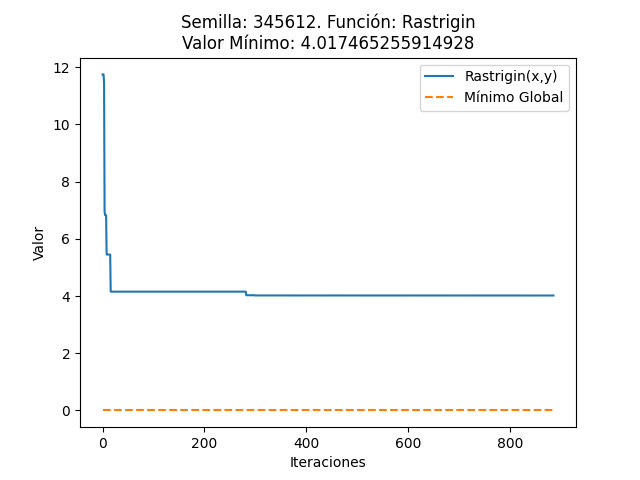 Semilla: 345612. Función: Rastrigin
Valor Mínimo: 4.017465255914928
Rastrigin(x,y)
Mínimo Global
12
10
8
6
4
2
0
Valor
0 200 400 600 800
Iteraciones